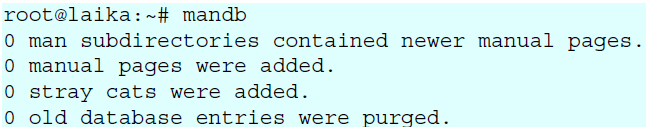 root@laika:~# mandb
0 man subdirectories contained newer manual pages.
0 manual pages were added.
0 stray cats were added.
0 old database entries were purged.